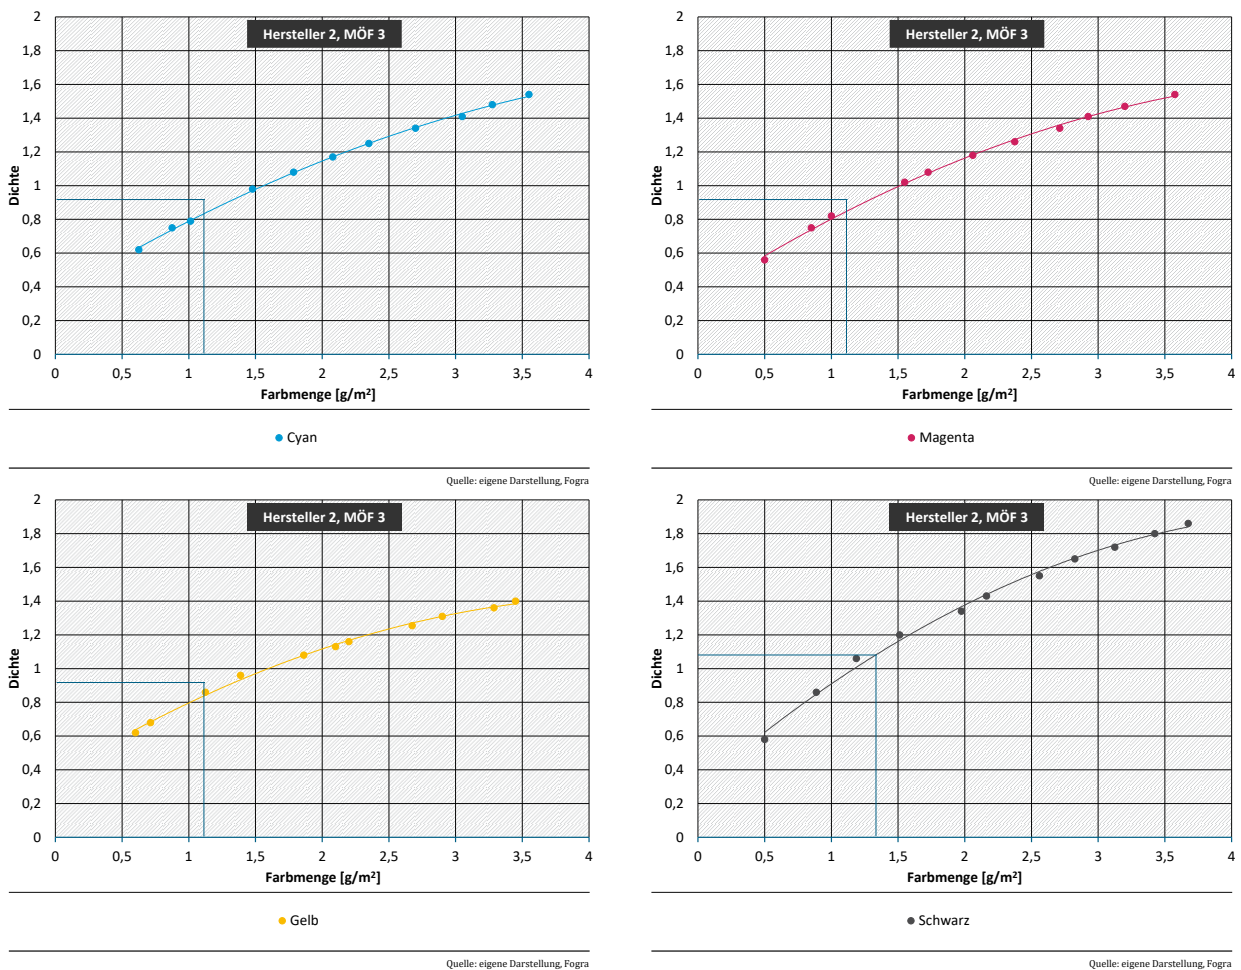 Hersteller 2, MÖF 3
Dichte
2
1,8
1,6
1,4
1,2
1
0,8
0,6
0,4
0,2
0
0 0,5 1 1,5 2 2,5 3 3,5 4
Farbmenge [g/m²]
Cyan
Quelle: eigene Darstellung, Fogra
Hersteller 2, MÖF 3
Dichte
2
1,8
1,6
1,4
1,2
1
0,8
0,6
0,4
0,2
0
0 0,5 1 1,5 2 2,5 3 3,5 4
Farbmenge [g/m²]
Magenta
Quelle: eigene Darstellung, Fogra
Hersteller 2, MÖF 3
Dichte
2
1,8
1,6
1,4
1,2
1
0,8
0,6
0,4
0,2
0
0 0,5 1 1,5 2 2,5 3 3,5 4
Farbmenge [g/m²]
Gelb
Quelle: eigene Darstellung, Fogra
Hersteller 2, MÖF 3
Dichte
2
1,8
1,6
1,4
1,2
1
0,8
0,6
0,4
0,2
0
0 0,5 1 1,5 2 2,5 3 3,5 4
Farbmenge [g/m²]
Schwarz
Quelle: eigene Darstellung, Fogra